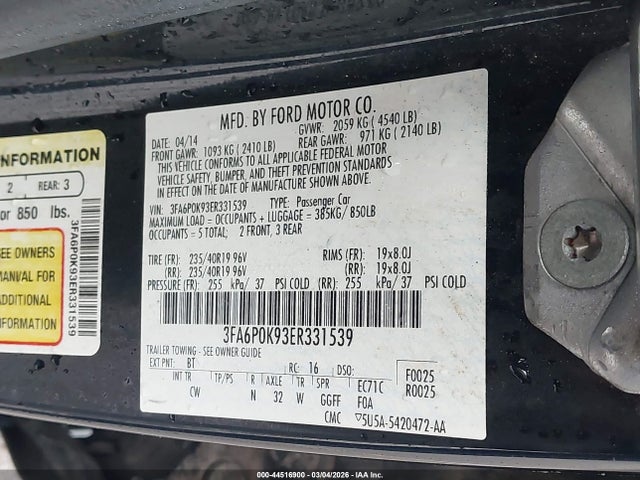 INFORMATION
2 REAR: 3
or 850 lbs.
SEE OWNERS
MANUAL FOR
ADDITIONAL
INFORMATION
3FA6P0K93ER331539
MFD. BY FORD MOTOR CO.
04/14 GVWR: 2059 KG ( 4540 LB)
FRONT GAWR: 1093 KG ( 2410 LB) REAR GAWR: 971 KG ( 2140 LB)
THIS VEHICLE CONFORMS TO ALL APPLICABLE FEDERAL MOTOR
VEHICLE SAFETY, BUMPER, AND THEFT PREVENTION STANDARDS
IN EFFECT ON THE DATE OF MANUFACTURE SHOWN ABOVE.
VIN: 3FA6P0K93ER331539 TYPE: Passenger Car
MAXIMUM LOAD = OCCUPANTS + LUGGAGE = 385KG/ 850LB
OCCUPANTS = 5 TOTAL; 2 FRONT, 3 REAR
TIRE (FR): 235/40R19 96V RIMS (FR): 19x8.0J
(RR): 235/40R19 96V (RR): 19x8.0J
PRESSURE (FR): 255 kPa/ 37 PSI COLD (RR): 255 kPa/ 37 PSI COLD
3FA6P0K93ER331539
TRAILER TOWING - SEE OWNER GUIDE
EXT PNT: BT RC: 16 DSO: F0025
R0025
INT TR TP/PS R AXLE TR SPR EC71C
CW N 32 W GGFF F0A
CMC 5U5A-5420472-AA
000-44516900 - 03/04/2026 - IAAI.COM